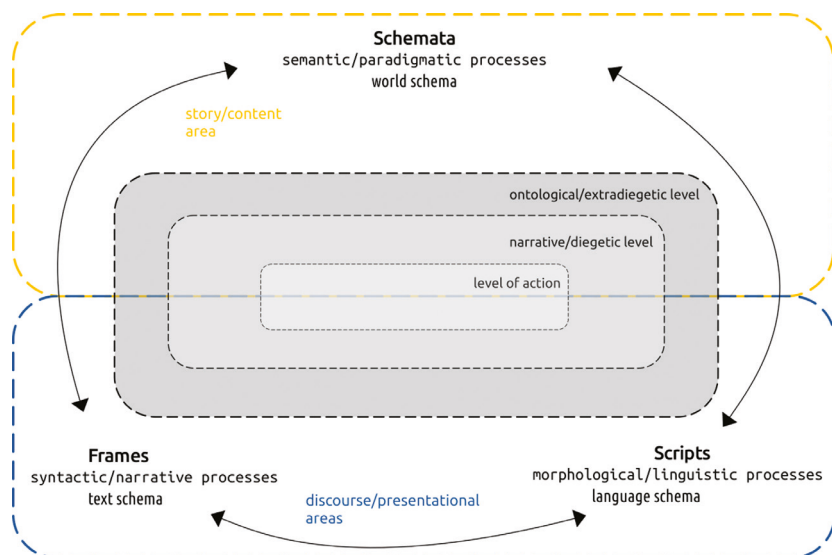 Schemata
semantic/paradigmatic processes
world schema
story/content
area
ontological/extradiegetic level
narrative/diegetic level
level of action
Frames
syntactic/narrative processes
text schema
Scripts
morphological/linguistic processes
language schema
discourse/presentational
areas